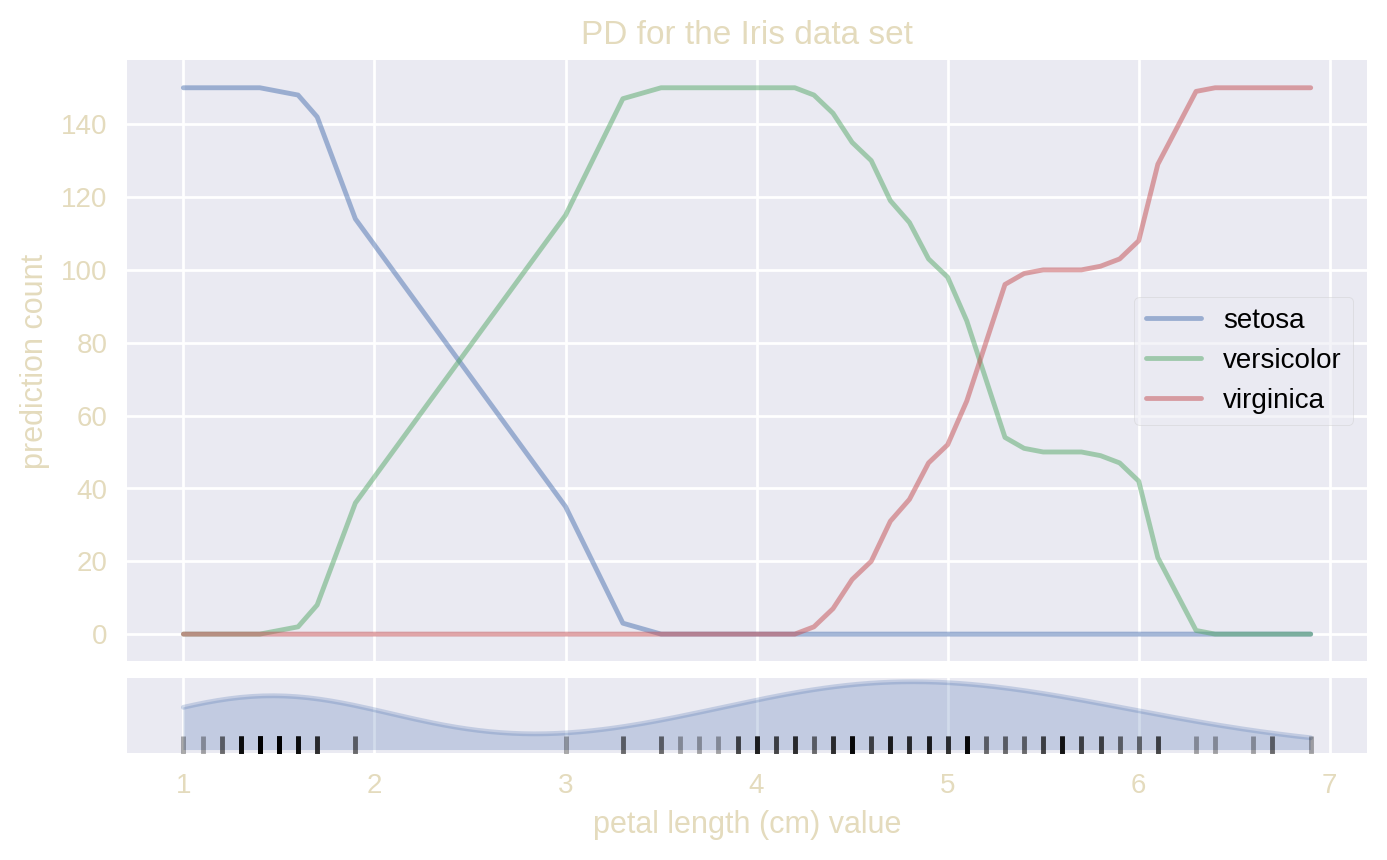 PD for the Iris data set
prediction count
140
120
100
80
60
40
20
0
setosa
versicolor
virginica
1 2 3 4 5 6 7
petal length (cm) value